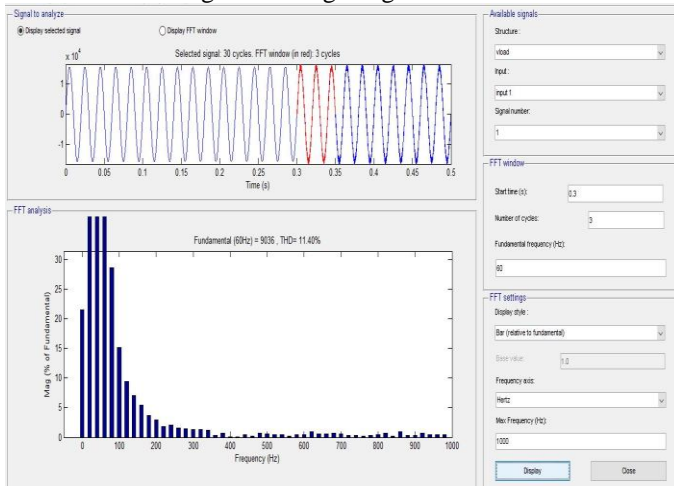 Signal to analyze
Display selected signal
Display FFT window
Selected signal: 30 cycles. FFT window (in red): 3 cycles
x 10^4
1
0
-1
0 0.05 0.1 0.15 0.2 0.25 0.3 0.35 0.4 0.45 0.5
Time (s)
FFT analysis
Fundamental (60Hz) = 9036 , THD= 11.40%
Mag (% of Fundamental)
30
25
20
15
10
5
0
0 100 200 300 400 500 600 700 800 900 1000
Frequency (Hz)
Available signals
Structure :
vload
Input :
input 1
Signal number:
1
FFT window
Start time (s):
0.3
Number of cycles:
3
Fundamental frequency (Hz):
60
FFT settings
Display style :
Bar (relative to fundamental)
Base value:
1.0
Frequency axis:
Hertz
Max Frequency (Hz):
1000
Display
Close